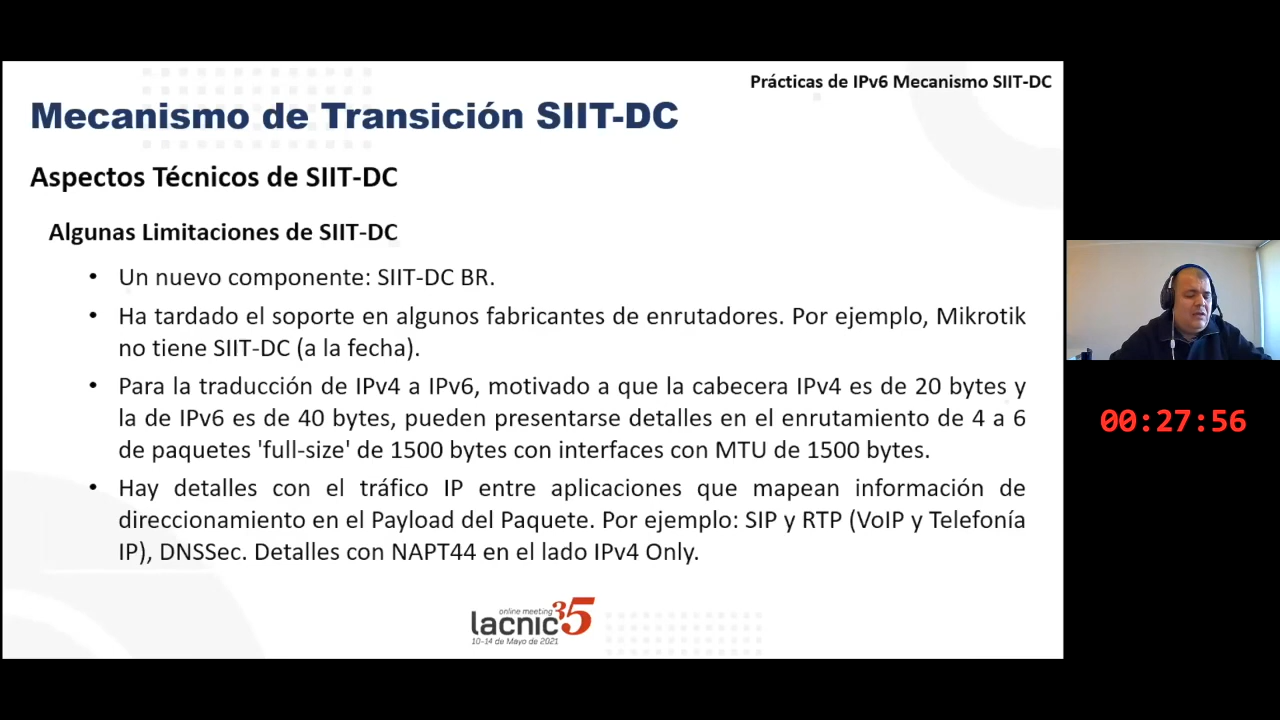 Prácticas de IPv6 Mecanismo SIIT-DC
Mecanismo de Transición SIIT-DC
Aspectos Técnicos de SIIT-DC
Algunas Limitaciones de SIIT-DC
• Un nuevo componente: SIIT-DC BR.
• Ha tardado el soporte en algunos fabricantes de enrutadores. Por ejemplo, Mikrotik
no tiene SIIT-DC (a la fecha).
• Para la traducción de IPv4 a IPv6, motivado a que la cabecera IPv4 es de 20 bytes y
la de IPv6 es de 40 bytes, pueden presentarse detalles en el enrutamiento de 4 a 6
de paquetes 'full-size' de 1500 bytes con interfaces con MTU de 1500 bytes.
• Hay detalles con el tráfico IP entre aplicaciones que mapean información de
direccionamiento en el Payload del Paquete. Por ejemplo: SIP y RTP (VoIP y Telefonía
IP), DNSSec. Detalles con NAPT44 en el lado IPv4 Only.
online meeting
lacnic 35
10-14 de Mayo de 2021
00:27:56